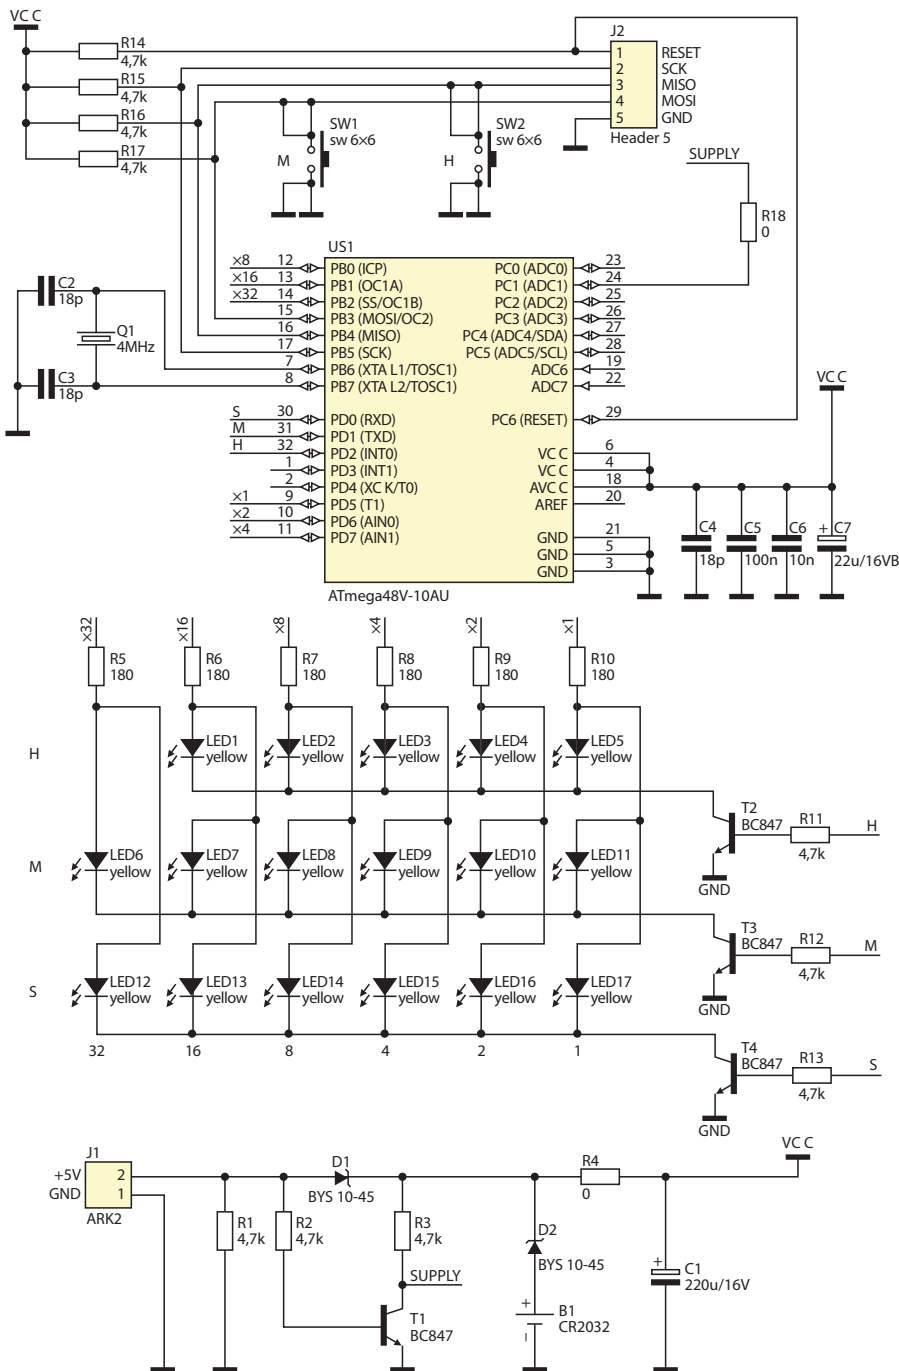 VCC
R14
4,7k
R15
4,7k
R16
4,7k
R17
4,7k
J2
1 RESET
2 SCK
3 MISO
4 MOSI
5 GND
Header 5
SW1
sw 6×6
M
SW2
sw 6×6
H
SUPPLY
R18
0
C2
18p
Q1
4MHz
C3
18p
US1
×8 12 PB0 (ICP)
×16 13 PB1 (OC1A)
×32 14 PB2 (SS/OC1B)
15 PB3 (MOSI/OC2)
16 PB4 (MISO)
17 PB5 (SCK)
7 PB6 (XTAL1/TOSC1)
8 PB7 (XTAL2/TOSC1)
S 30 PD0 (RXD)
M 31 PD1 (TXD)
H 32 PD2 (INT0)
1 PD3 (INT1)
2 PD4 (XCK/T0)
×1 9 PD5 (T1)
×2 10 PD6 (AIN0)
×4 11 PD7 (AIN1)
PC0 (ADC0) 23
PC1 (ADC1) 24
PC2 (ADC2) 25
PC3 (ADC3) 26
PC4 (ADC4/SDA) 27
PC5 (ADC5/SCL) 28
ADC6 19
ADC7 22
PC6 (RESET) 29
VCC 6
VCC 4
AVCC 18
AREF 20
GND 21
GND 5
GND 3
ATmega48V-10AU
VCC
C4
18p
C5
100n
C6
10n
+ C7
22u/16VB
×32 ×16 ×8 ×4 ×2 ×1
R5 R6 R7 R8 R9 R10
180 180 180 180 180 180
H
LED1 LED2 LED3 LED4 LED5
yellow yellow yellow yellow yellow
T2
BC847
R11
4,7k
H
GND
M
LED6 LED7 LED8 LED9 LED10 LED11
yellow yellow yellow yellow yellow yellow
T3
BC847
R12
4,7k
M
GND
S
LED12 LED13 LED14 LED15 LED16 LED17
yellow yellow yellow yellow yellow yellow
32 16 8 4 2 1
T4
BC847
R13
4,7k
S
GND
J1
+5V 2
GND 1
ARK2
D1
BYS 10-45
R1
4,7k
R2
4,7k
R3
4,7k
SUPPLY
T1
BC847
D2
BYS 10-45
+
B1
CR2032
–
R4
0
VCC
+
C1
220u/16V